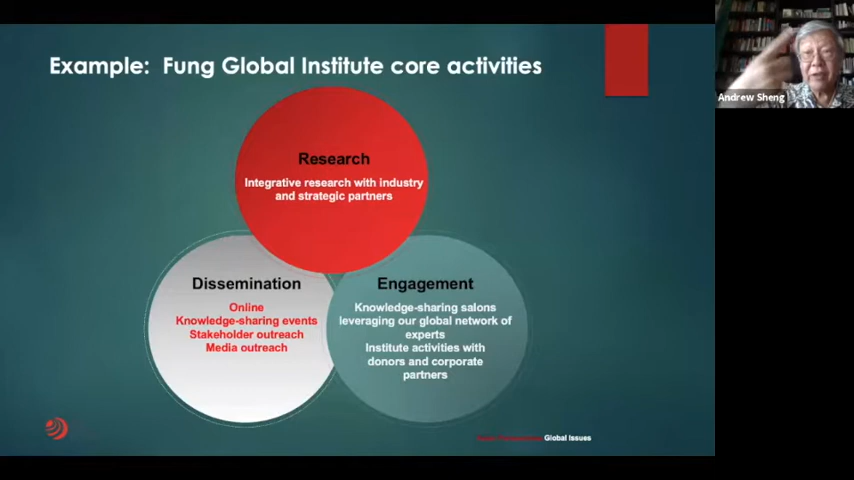 Example: Fung Global Institute core activities
Andrew Sheng
Research
Integrative research with industry
and strategic partners
Dissemination
Online
Knowledge-sharing events
Stakeholder outreach
Media outreach
Engagement
Knowledge-sharing salons
leveraging our global network of
experts
Institute activities with
donors and corporate
partners
Global Issues